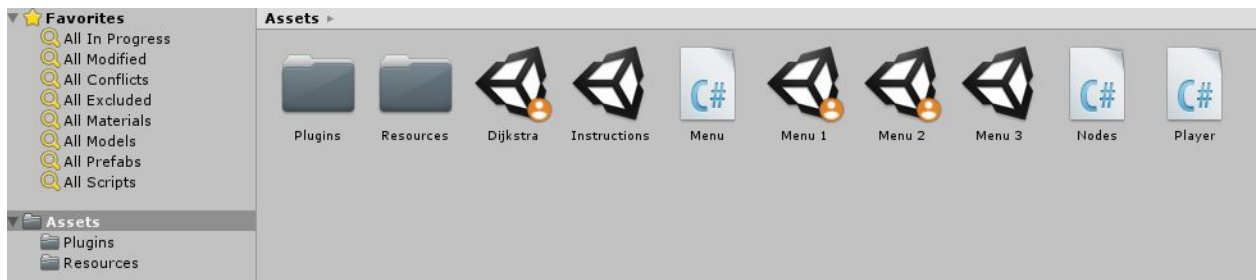 Favorites
All In Progress
All Modified
All Conflicts
All Excluded
All Materials
All Models
All Prefabs
All Scripts
Assets
Plugins
Resources
Assets
C# C# C#
Plugins Resources Dijkstra Instructions Menu Menu 1 Menu 2 Menu 3 Nodes Player